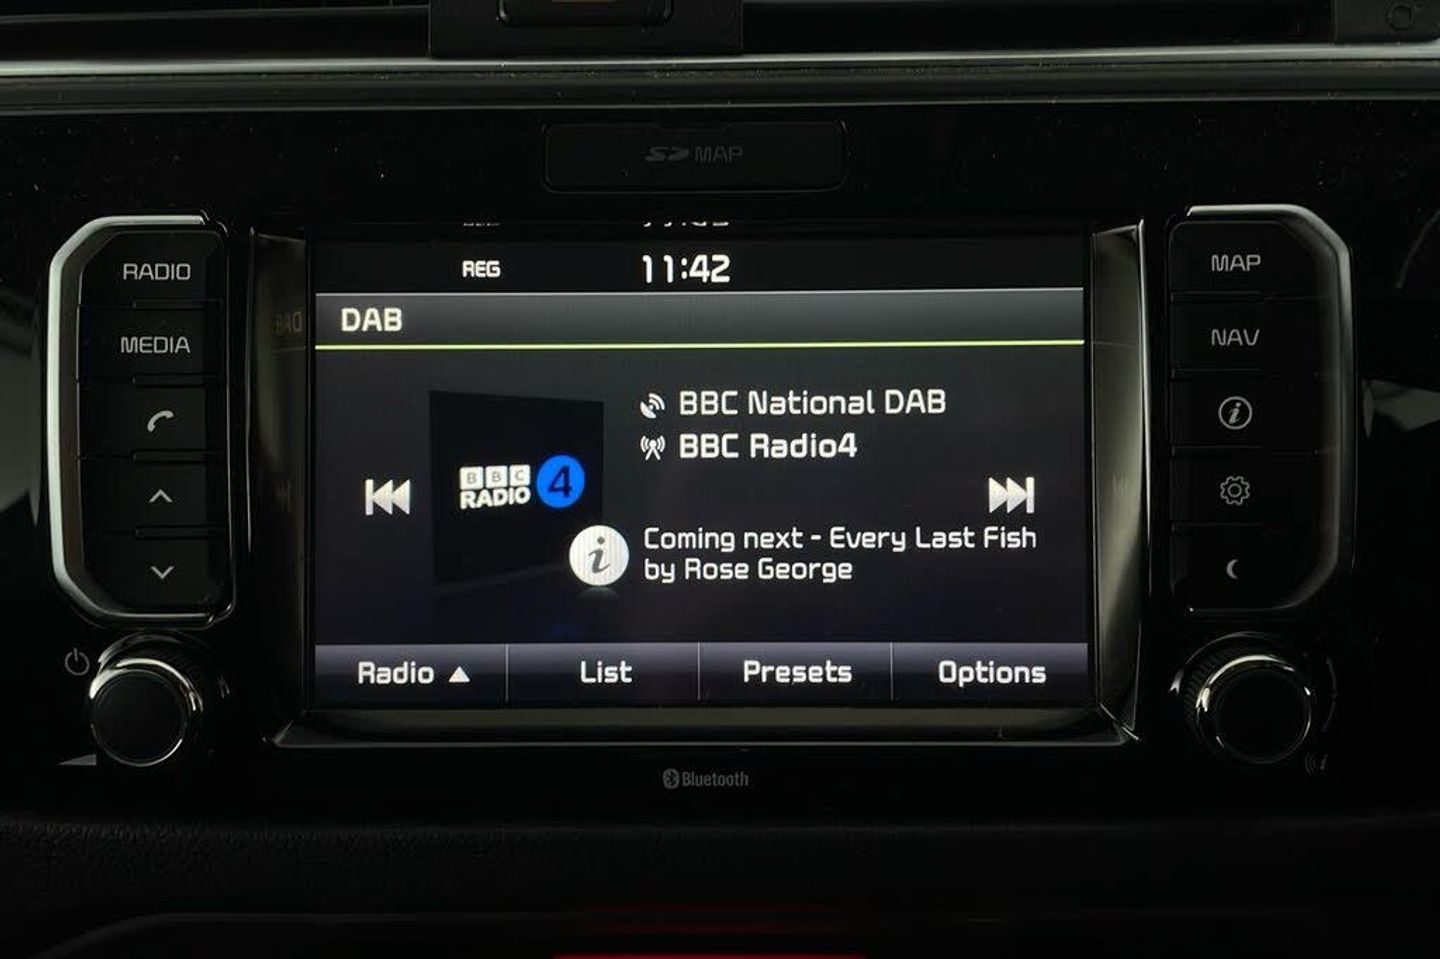 SD MAP
RADIO
MEDIA
REG
11:42
DAB
BBC National DAB
BBC Radio4
BBC
RADIO 4
i
Coming next - Every Last Fish
by Rose George
Radio ▲
List
Presets
Options
MAP
NAV
i
Bluetooth